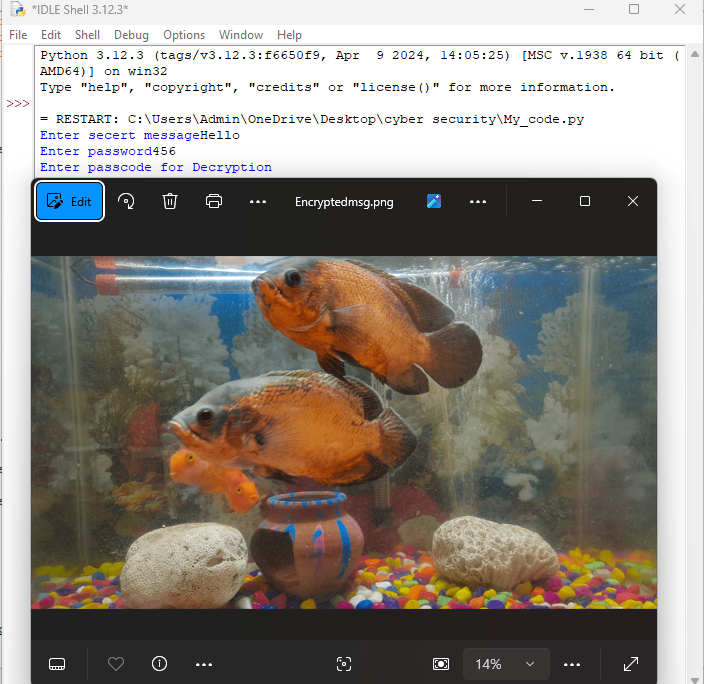 *IDLE Shell 3.12.3*
File Edit Shell Debug Options Window Help
Python 3.12.3 (tags/v3.12.3:f6650f9, Apr  9 2024, 14:05:25) [MSC v.1938 64 bit (
AMD64)] on win32
Type "help", "copyright", "credits" or "license()" for more information.
>>>
= RESTART: C:\Users\Admin\OneDrive\Desktop\cyber security\My_code.py
Enter secert messageHello
Enter password456
Enter passcode for Decryption
Edit
Encryptedmsg.png
14%